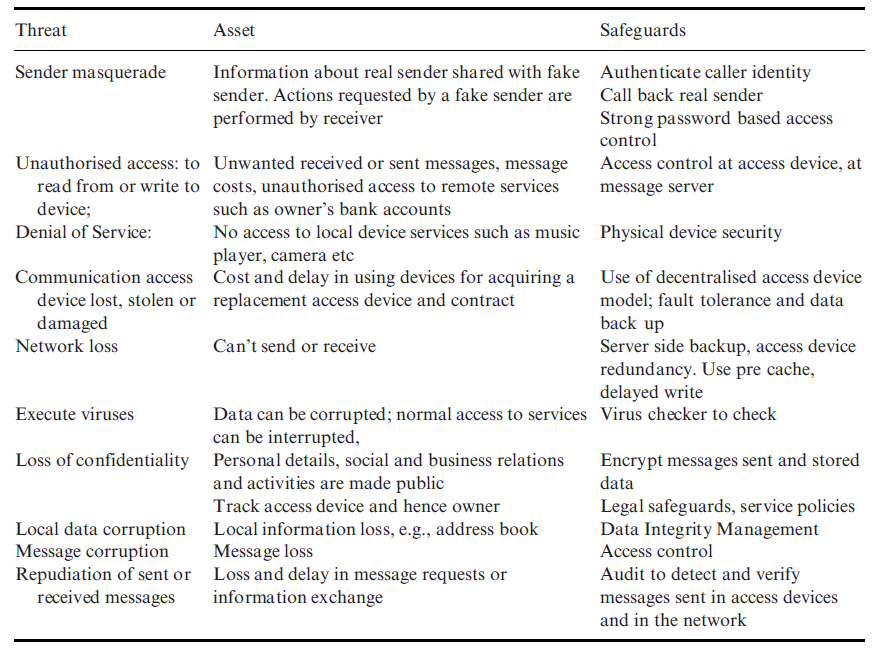 Threat Asset Safeguards
Sender masquerade Information about real sender shared with fake Authenticate caller identity
sender. Actions requested by a fake sender are Call back real sender
performed by receiver Strong password based access
control
Unauthorised access: to Unwanted received or sent messages, message Access control at access device, at
read from or write to costs, unauthorised access to remote services message server
device; such as owner's bank accounts
Denial of Service: No access to local device services such as music Physical device security
player, camera etc
Communication access Cost and delay in using devices for acquiring a Use of decentralised access device
device lost, stolen or replacement access device and contract model; fault tolerance and data
damaged back up
Network loss Can't send or receive Server side backup, access device
redundancy. Use pre cache,
delayed write
Execute viruses Data can be corrupted; normal access to services Virus checker to check
can be interrupted,
Loss of confidentiality Personal details, social and business relations Encrypt messages sent and stored
and activities are made public data
Track access device and hence owner Legal safeguards, service policies
Local data corruption Local information loss, e.g., address book Data Integrity Management
Message corruption Message loss Access control
Repudiation of sent or Loss and delay in message requests or Audit to detect and verify
received messages information exchange messages sent in access devices
and in the network